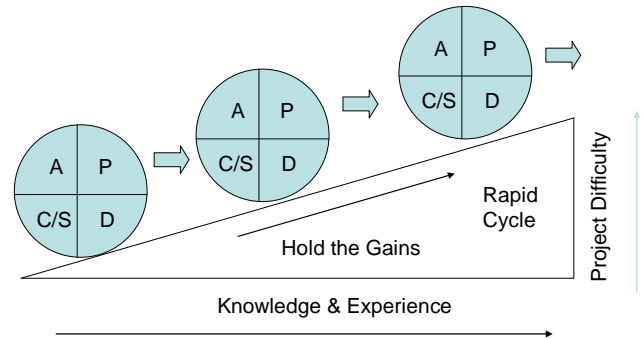 A P
C/S D
A P
C/S D
A P
C/S D
Rapid
Cycle
Hold the Gains
Project Difficulty
Knowledge & Experience